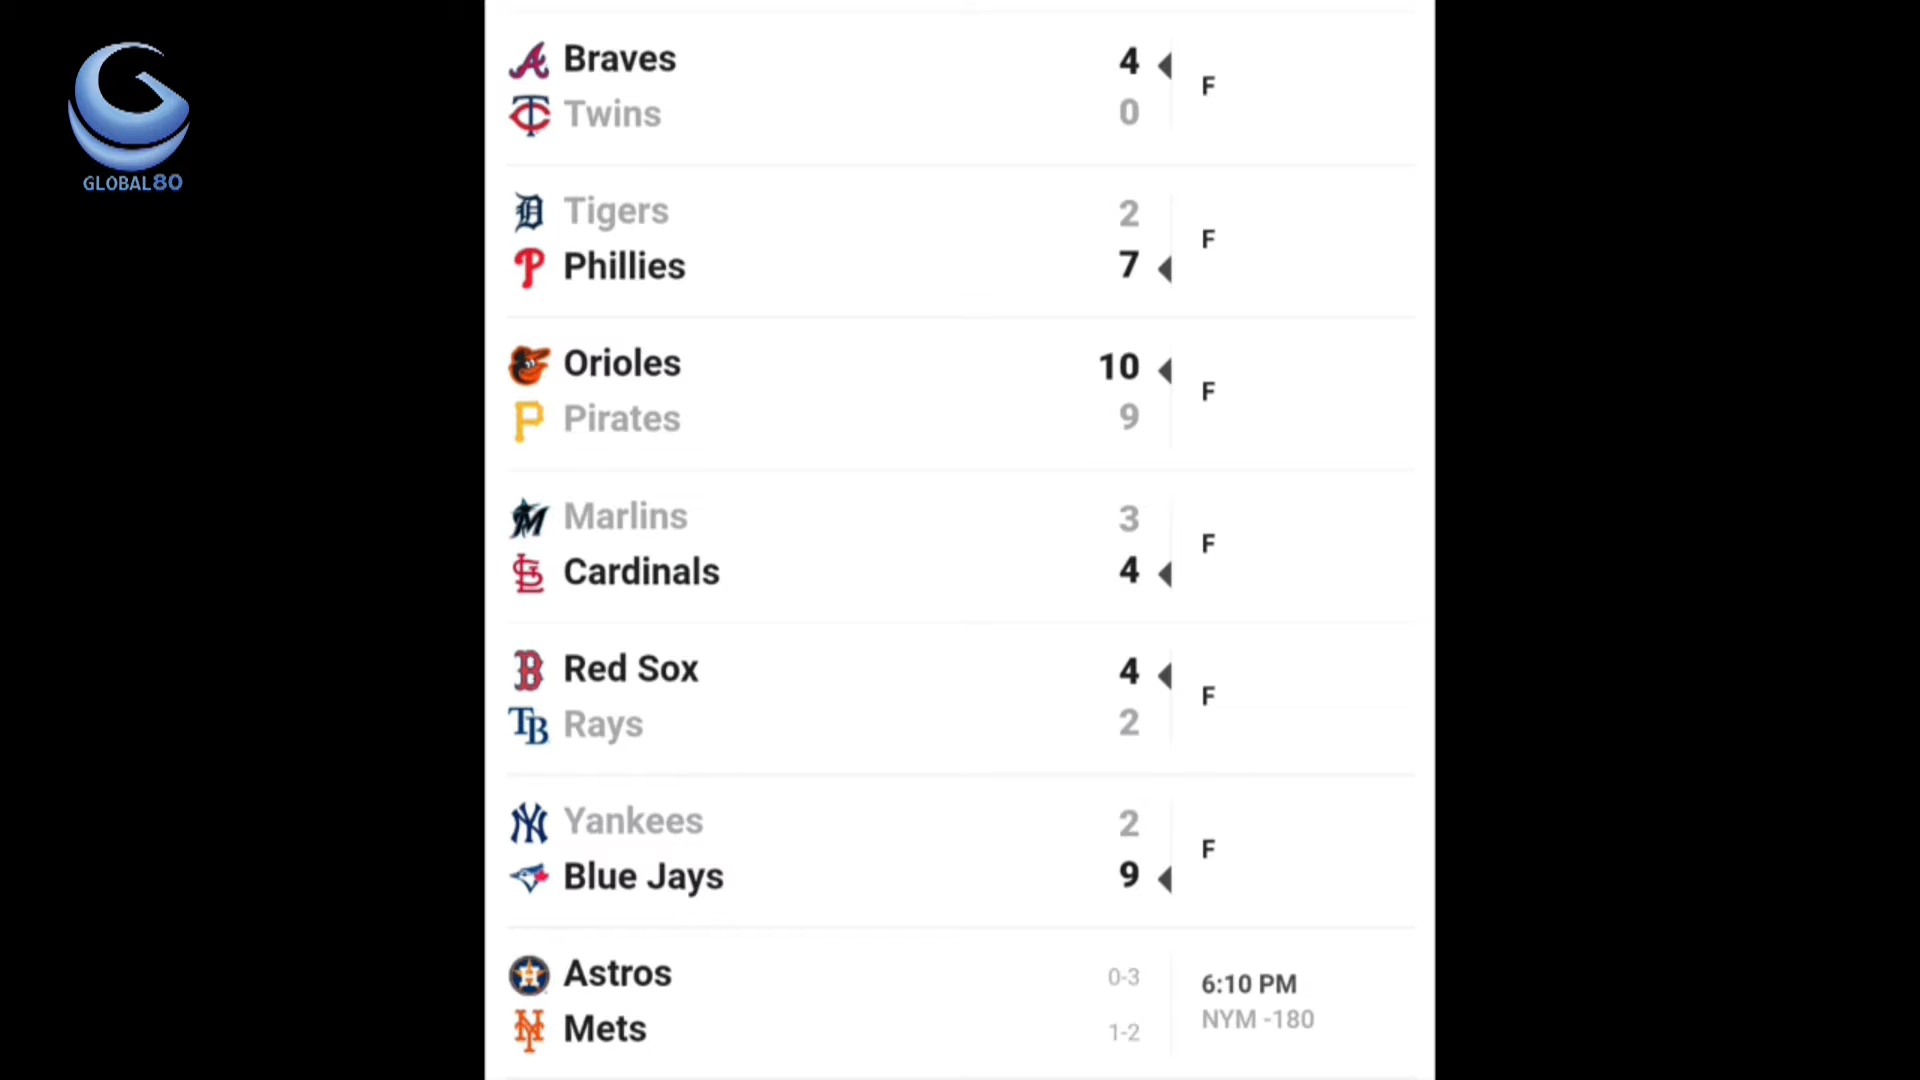 GLOBAL80
Braves 4
Twins 0
F
Tigers 2
Phillies 7
F
Orioles 10
Pirates 9
F
Marlins 3
Cardinals 4
F
Red Sox 4
Rays 2
F
Yankees 2
Blue Jays 9
F
Astros 0-3
Mets 1-2
6:10 PM
NYM -180